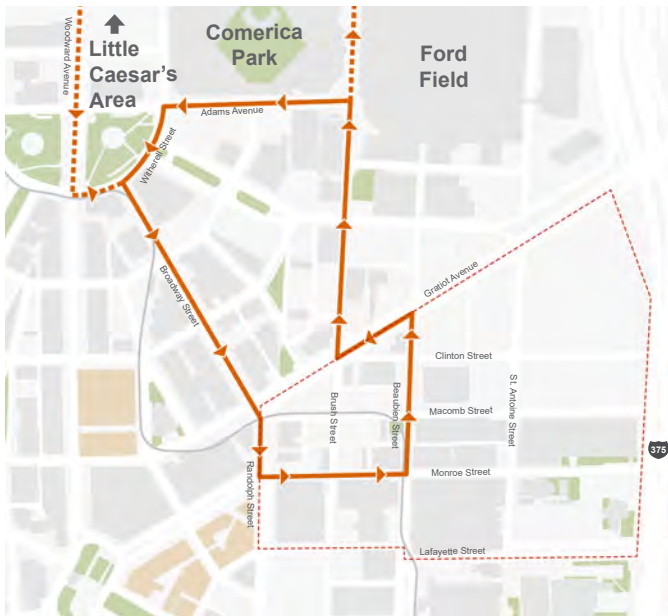 Woodward Avenue
Little
Caesar's
Area
Comerica
Park
Ford
Field
Adams Avenue
Witherell Street
Broadway Street
Gratiot Avenue
Clinton Street
St. Antoine Street
Brush Street
Beaubien Street
Macomb Street
375
Randolph Street
Monroe Street
Lafayette Street